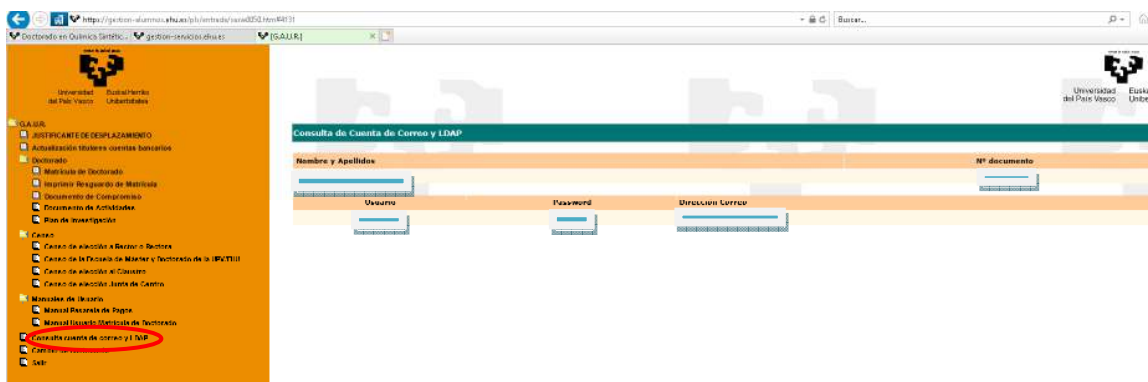 https://gestion-alumnos.ehu.es/pls/entrada/
Buscar...
Doctorado en Química Sintétic...
gestion-servicios.ehu.es
[G.A.U.R.]
Universidad del País Vasco
Euskal Herriko Unibertsitatea
Universidad del País Vasco
G.A.U.R.
JUSTIFICANTE DE DESPLAZAMIENTO
Actualización titulares cuentas bancarias
Doctorado
Matrícula de Doctorado
Imprimir Resguardo de Matrícula
Documento de Compromiso
Documento de Actividades
Plan de Investigación
Censo
Censo de elección a Rector o Rectora
Censo de la Escuela de Máster y Doctorado de la UPV/EHU
Censo de elección al Claustro
Censo de elección Junta de Centro
Manuales de Usuario
Manual Pasarela de Pagos
Manual Usuario Matrícula de Doctorado
Consulta cuenta de correo y LDAP
Salir
Consulta de Cuenta de Correo y LDAP
Nombre y Apellidos
Nº documento
Usuario
Password
Dirección Correo